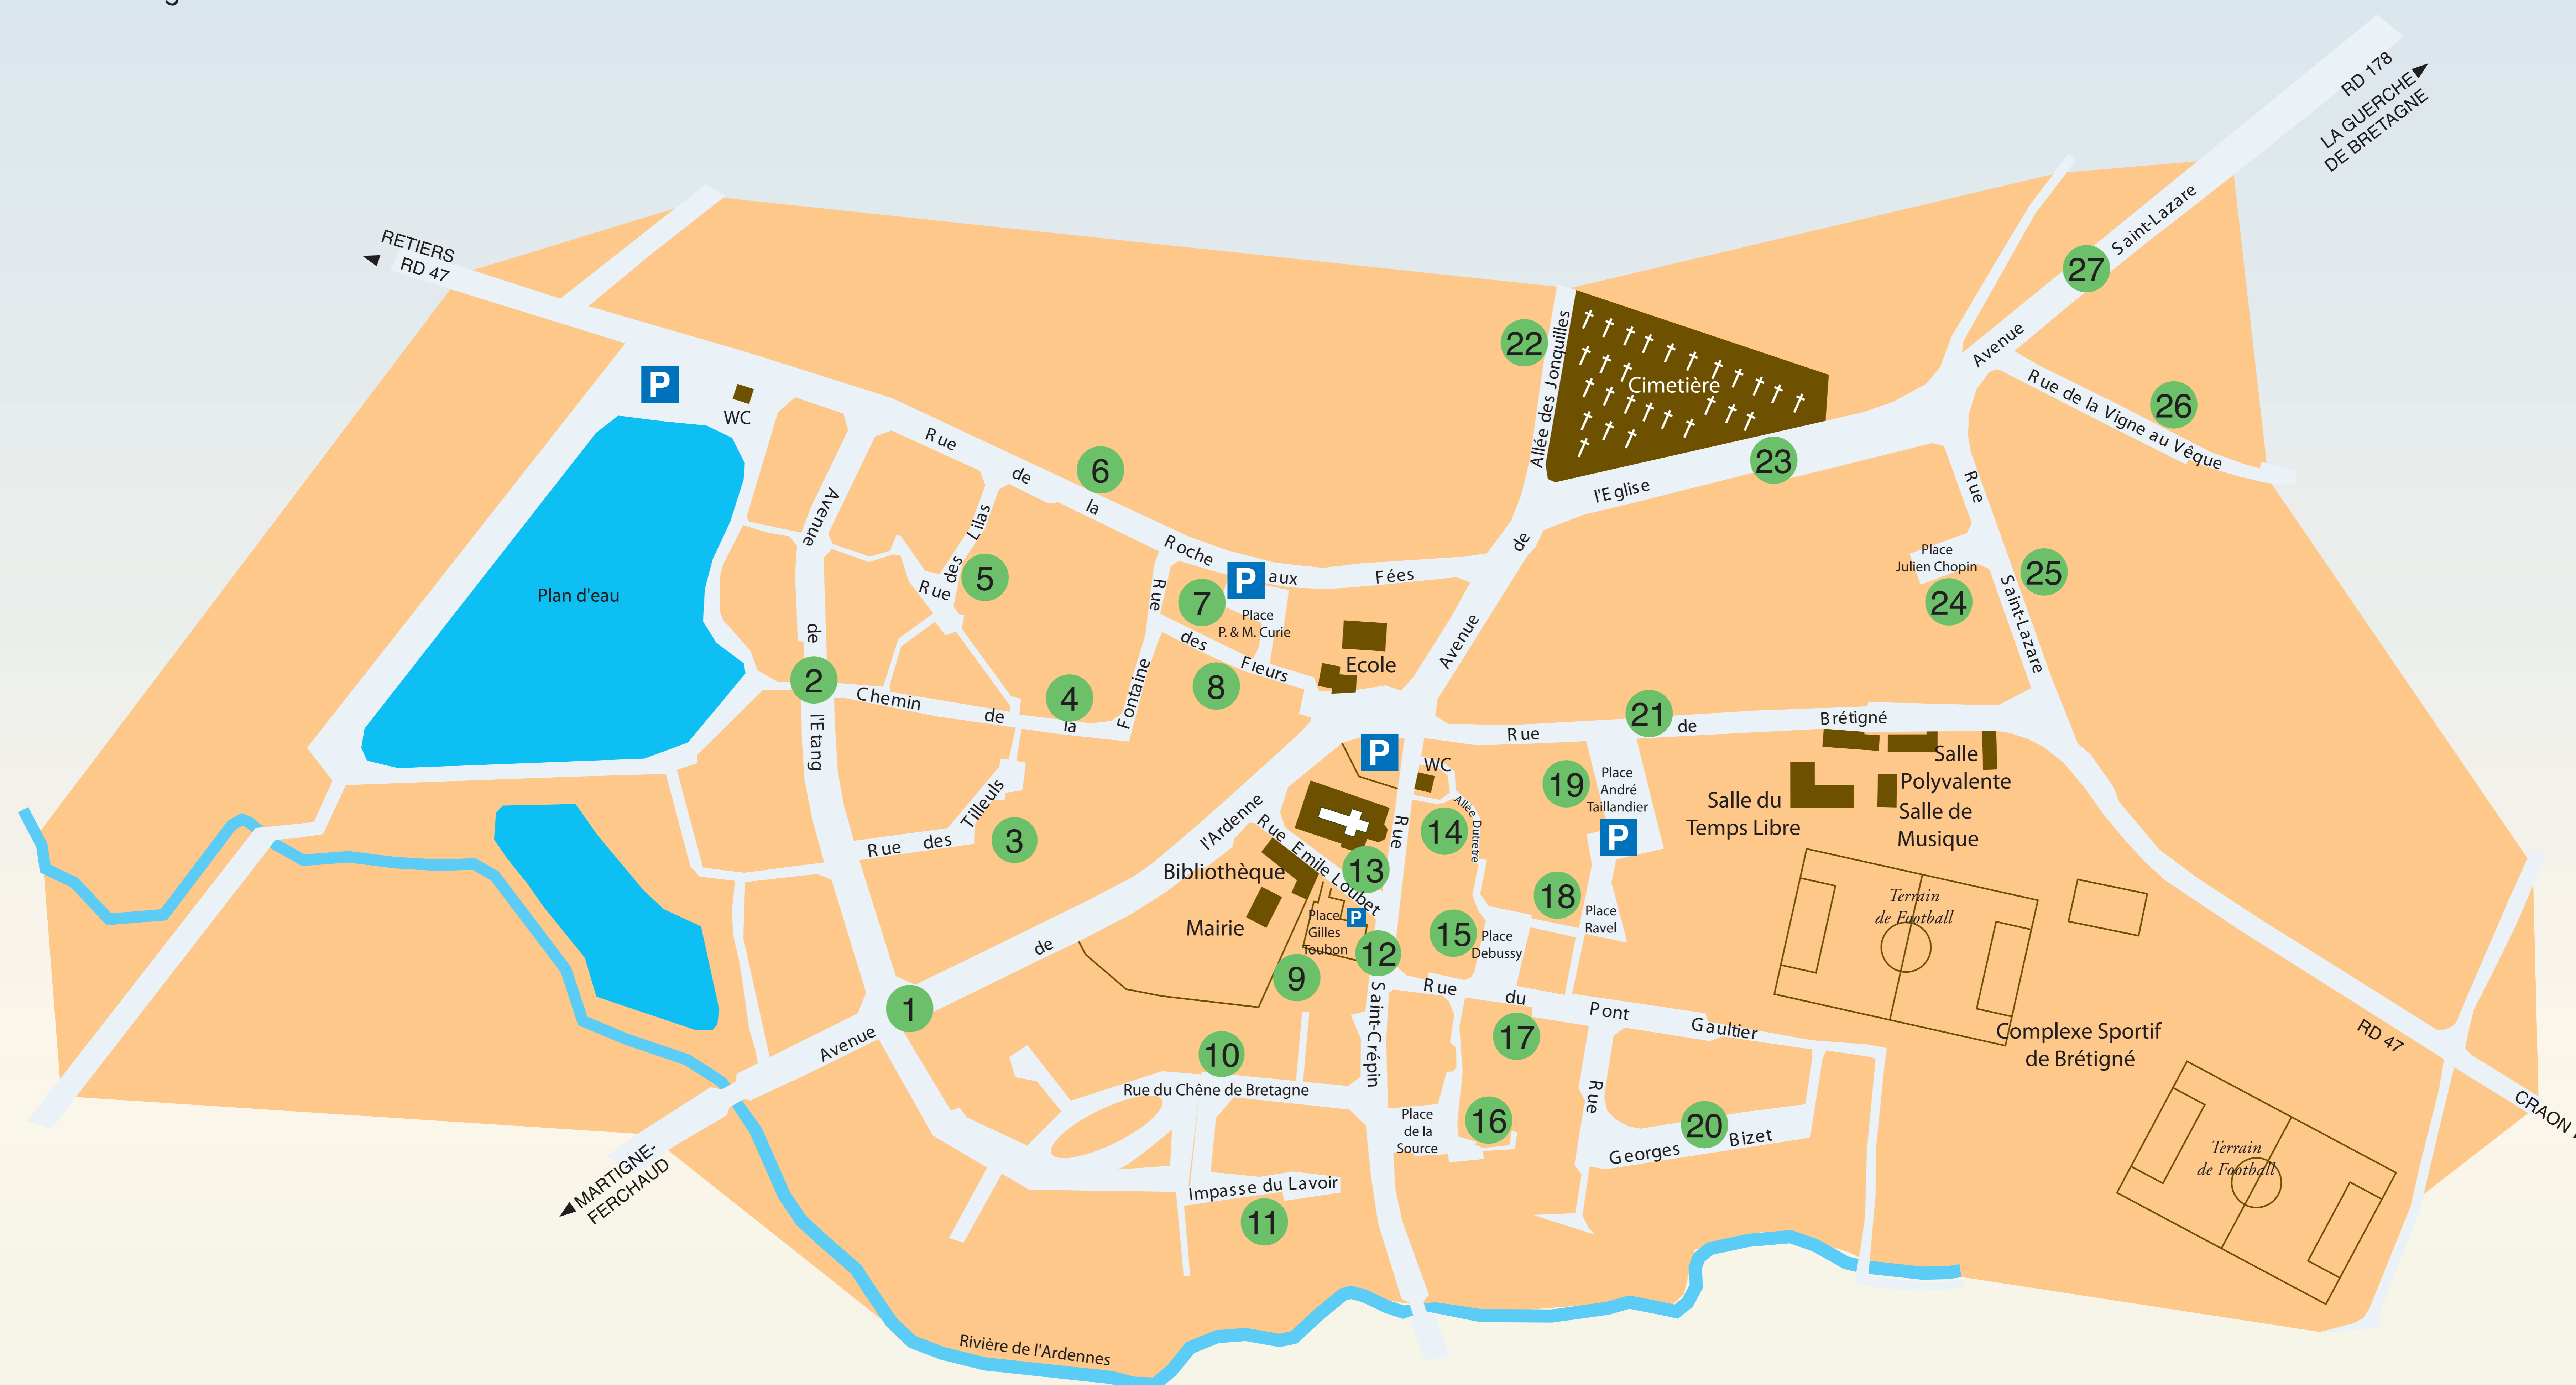 RD 178
LA GUERCHE
DE BRETAGNE
RETIERS
RD 47
Avenue Saint-Lazare
27
22
Allée des Jonquilles
Cimetière
26
Rue de la Vigne au Vêque
P
WC
23
Avenue de l'Eglise
Rue de la Roche aux Fées
6
Rue des Lilas
5
Plan d'eau
Avenue de l'Etang
2
Chemin de la Fontaine
4
Rue des Fleurs
7
P
Place
P. & M. Curie
8
Ecole
Place
Julien Chopin
24
25
Rue Saint-Lazare
21
Rue de Brétigné
Salle
Polyvalente
Salle de
Musique
Salle du
Temps Libre
P
WC
19
Place
André
Taillandier
P
Allée Dutretre
14
Rue des Tilleuls
3
Avenue de l'Ardenne
Rue Emile Loubet
13
Bibliothèque
Mairie
Place
Gilles
Toubon
P
12
9
18
Place
Ravel
15
Place
Debussy
Terrain
de Football
Rue Saint-Crépin
Rue du Pont Gaultier
1
17
10
Rue du Chêne de Bretagne
Complexe Sportif
de Brétigné
RD 47
CRAON
Place
de la
Source
16
Rue Georges Bizet
20
Terrain
de Football
MARTIGNE-
FERCHAUD
Impasse du Lavoir
11
Rivière de l'Ardennes